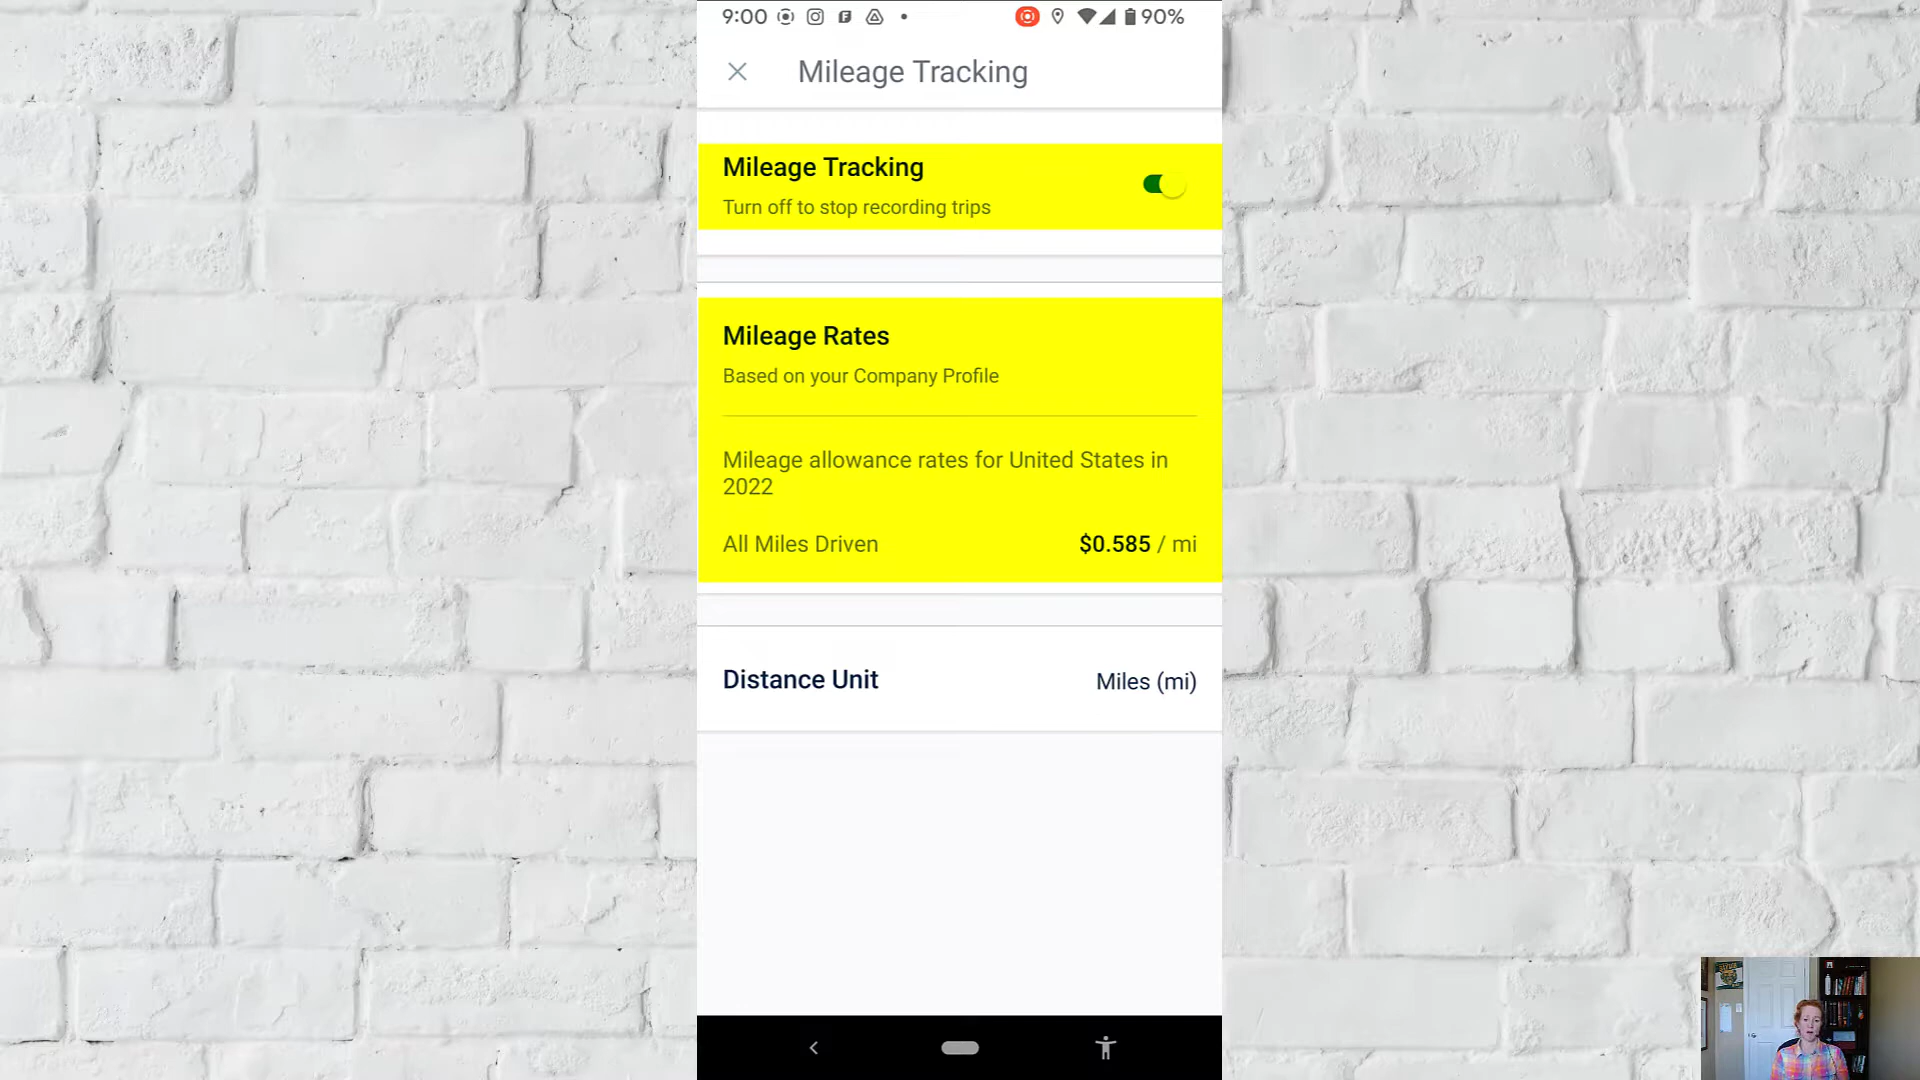 9:00
90%
Mileage Tracking
Mileage Tracking
Turn off to stop recording trips
Mileage Rates
Based on your Company Profile
Mileage allowance rates for United States in
2022
All Miles Driven $0.585 / mi
Distance Unit Miles (mi)